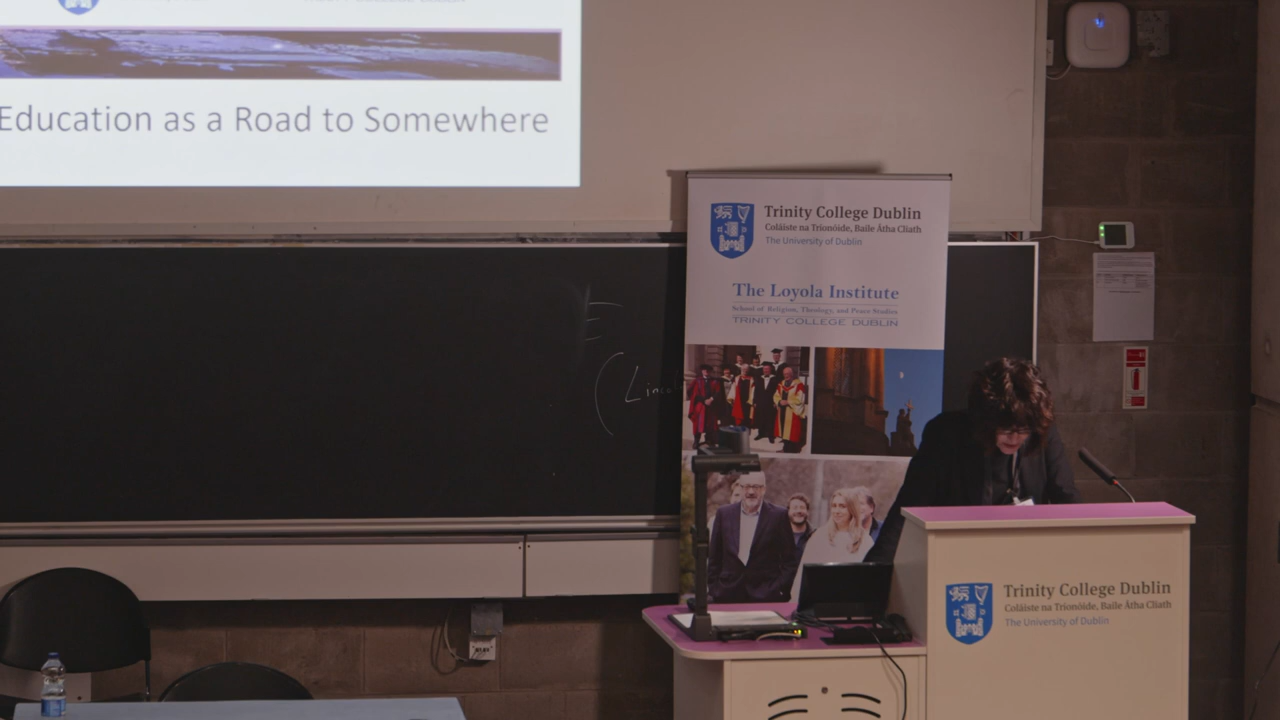 Education as a Road to Somewhere
Trinity College Dublin
Coláiste na Tríonóide, Baile Átha Cliath
The University of Dublin
The Loyola Institute
School of Religion, Theology, and Peace Studies
TRINITY COLLEGE DUBLIN
Trinity College Dublin
Coláiste na Tríonóide, Baile Átha Cliath
The University of Dublin